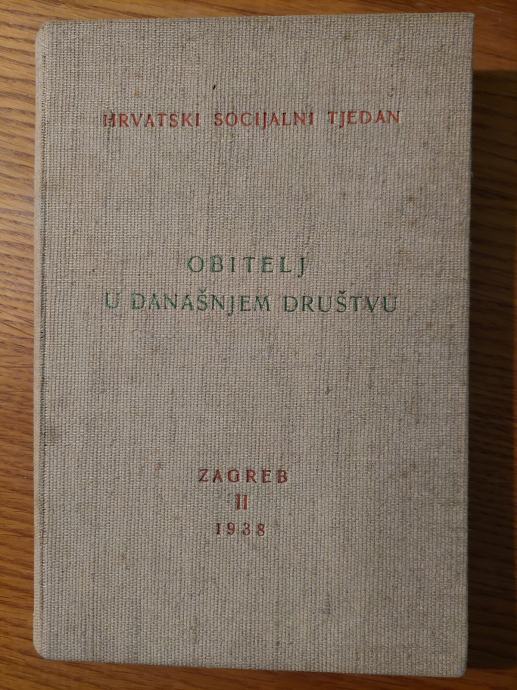 HRVATSKI SOCIJALNI TJEDAN
OBITELJ
U DANAŠNJEM DRUŠTVU
ZAGREB
II
1938